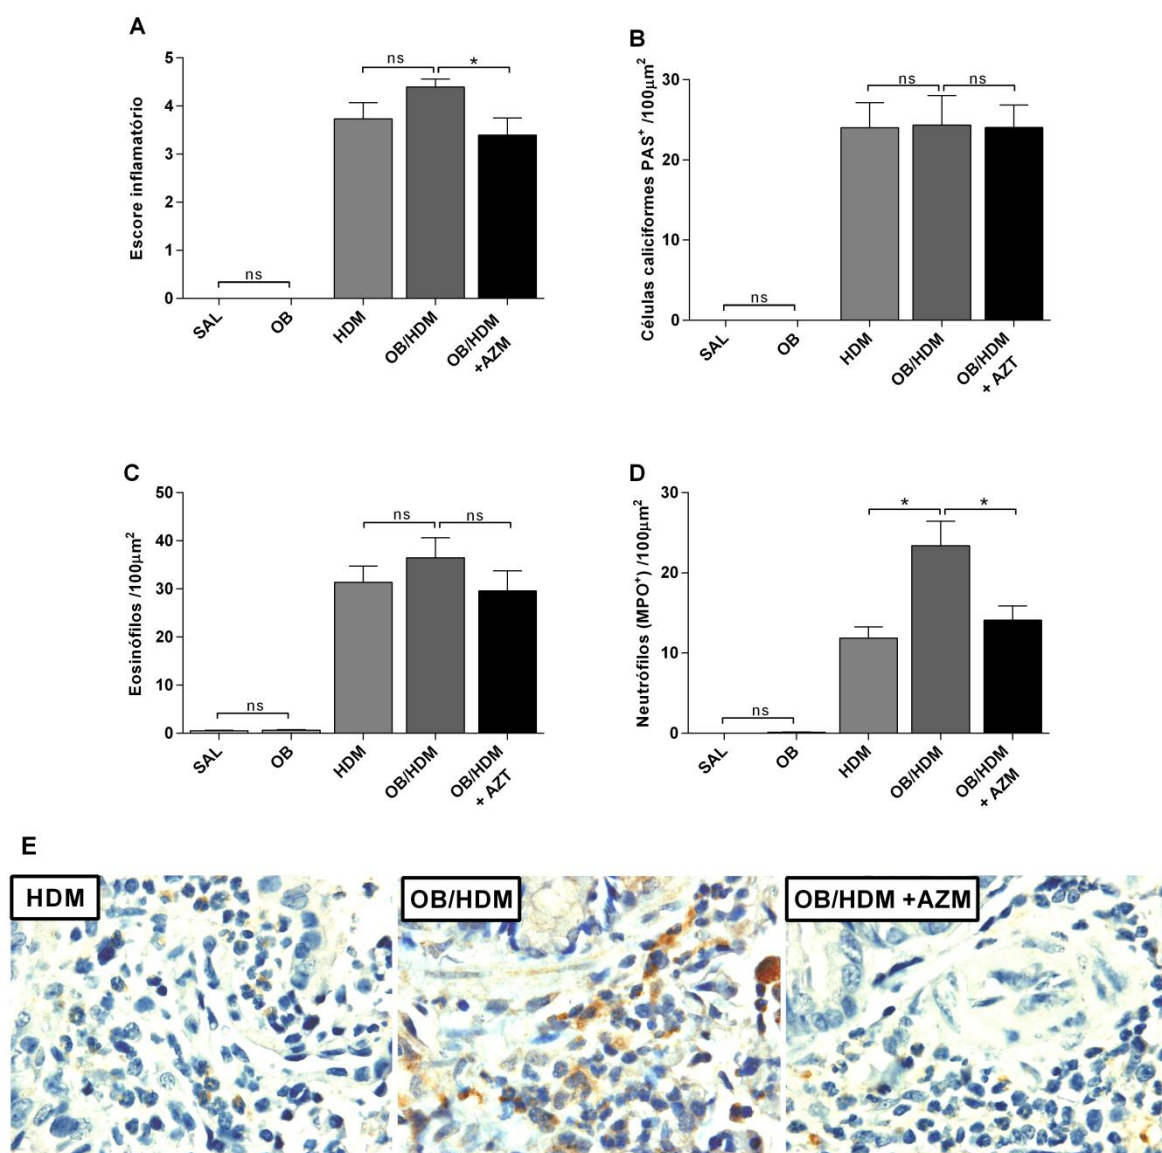 A
Escore inflamatório
5
4
3
2
1
0
ns
ns
*
SAL
OB
HDM
OB/HDM
OB/HDM
+AZM
B
Células caliciformes PAS⁺ /100µm²
30
20
10
0
ns
ns
ns
SAL
OB
HDM
OB/HDM
OB/HDM
+ AZT
C
Eosinófilos /100µm²
50
40
30
20
10
0
ns
ns
ns
SAL
OB
HDM
OB/HDM
OB/HDM
+ AZT
D
Neutrófilos (MPO⁺) /100µm²
30
20
10
0
ns
*
*
SAL
OB
HDM
OB/HDM
OB/HDM
+ AZM
E
HDM
OB/HDM
OB/HDM +AZM